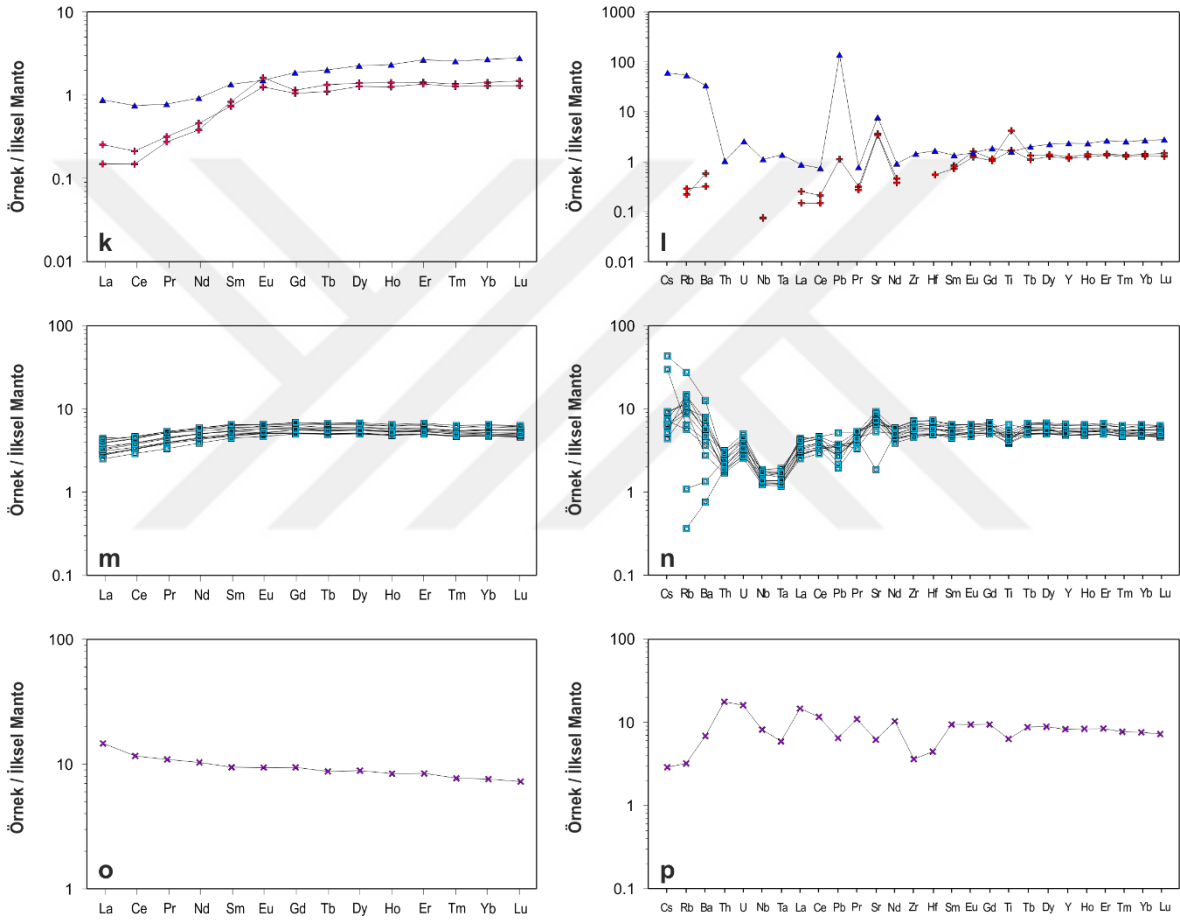 Örnek / İlksel Manto
10
1
0.1
0.01
k
La Ce Pr Nd Sm Eu Gd Tb Dy Ho Er Tm Yb Lu
Örnek / İlksel Manto
1000
100
10
1
0.1
0.01
l
Cs Rb Ba Th U Nb Ta La Ce Pb Pr Sr Nd Zr Hf Sm Eu Gd Ti Tb Dy Y Ho Er Tm Yb Lu
Örnek / İlksel Manto
100
10
1
0.1
m
La Ce Pr Nd Sm Eu Gd Tb Dy Ho Er Tm Yb Lu
Örnek / İlksel Manto
100
10
1
0.1
n
Cs Rb Ba Th U Nb Ta La Ce Pb Pr Sr Nd Zr Hf Sm Eu Gd Ti Tb Dy Y Ho Er Tm Yb Lu
Örnek / İlksel Manto
100
10
1
o
La Ce Pr Nd Sm Eu Gd Tb Dy Ho Er Tm Yb Lu
Örnek / İlksel Manto
100
10
1
0.1
p
Cs Rb Ba Th U Nb Ta La Ce Pb Pr Sr Nd Zr Hf Sm Eu Gd Ti Tb Dy Y Ho Er Tm Yb Lu